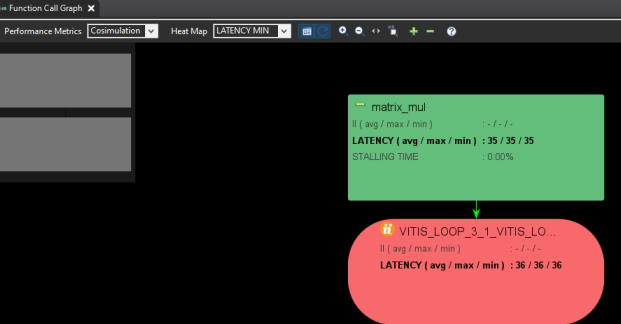 Function Call Graph
Performance Metrics Cosimulation Heat Map LATENCY MIN
matrix_mul
II ( avg / max / min ) : - / - / -
LATENCY ( avg / max / min ) : 35 / 35 / 35
STALLING TIME : 0.00%
VITIS_LOOP_3_1_VITIS_LO...
II ( avg / max / min ) : - / - / -
LATENCY ( avg / max / min ) : 36 / 36 / 36